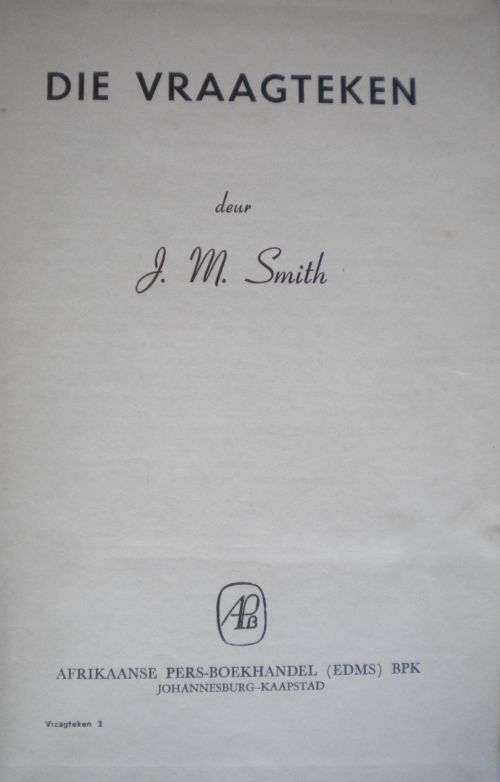 DIE VRAAGTEKEN
deur
J. M. Smith
APB
AFRIKAANSE PERS-BOEKHANDEL (EDMS) BPK
JOHANNESBURG–KAAPSTAD
Vraagteken 2